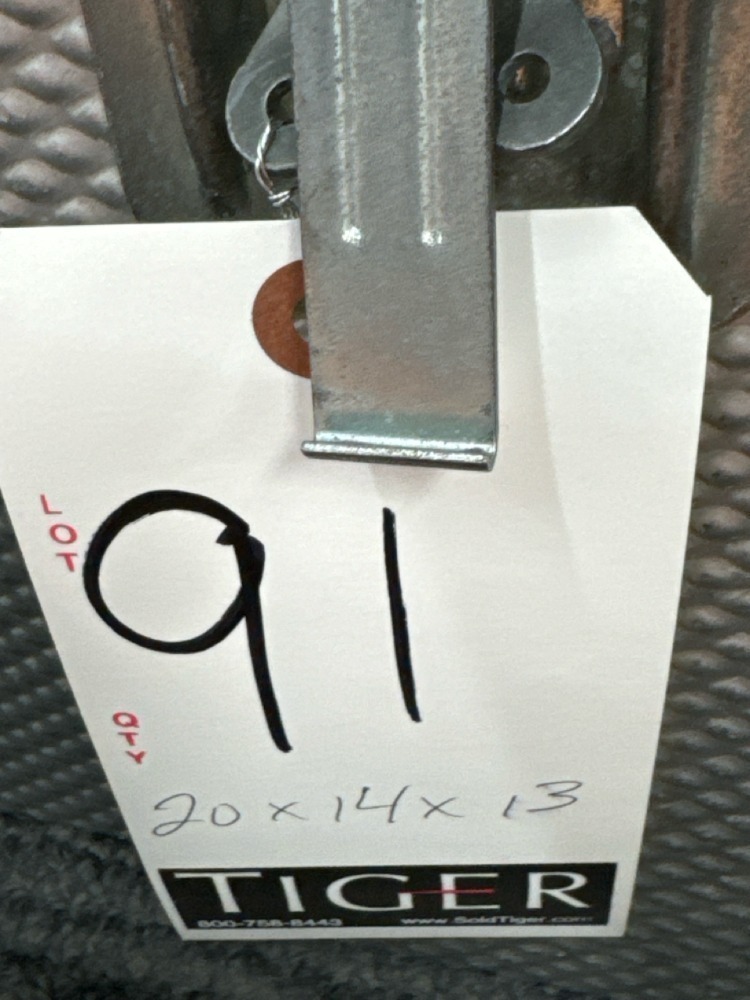 LOT
91
QTY
20 x 14 x 13
TIGER
800-758-8443 www.SoldTiger.com